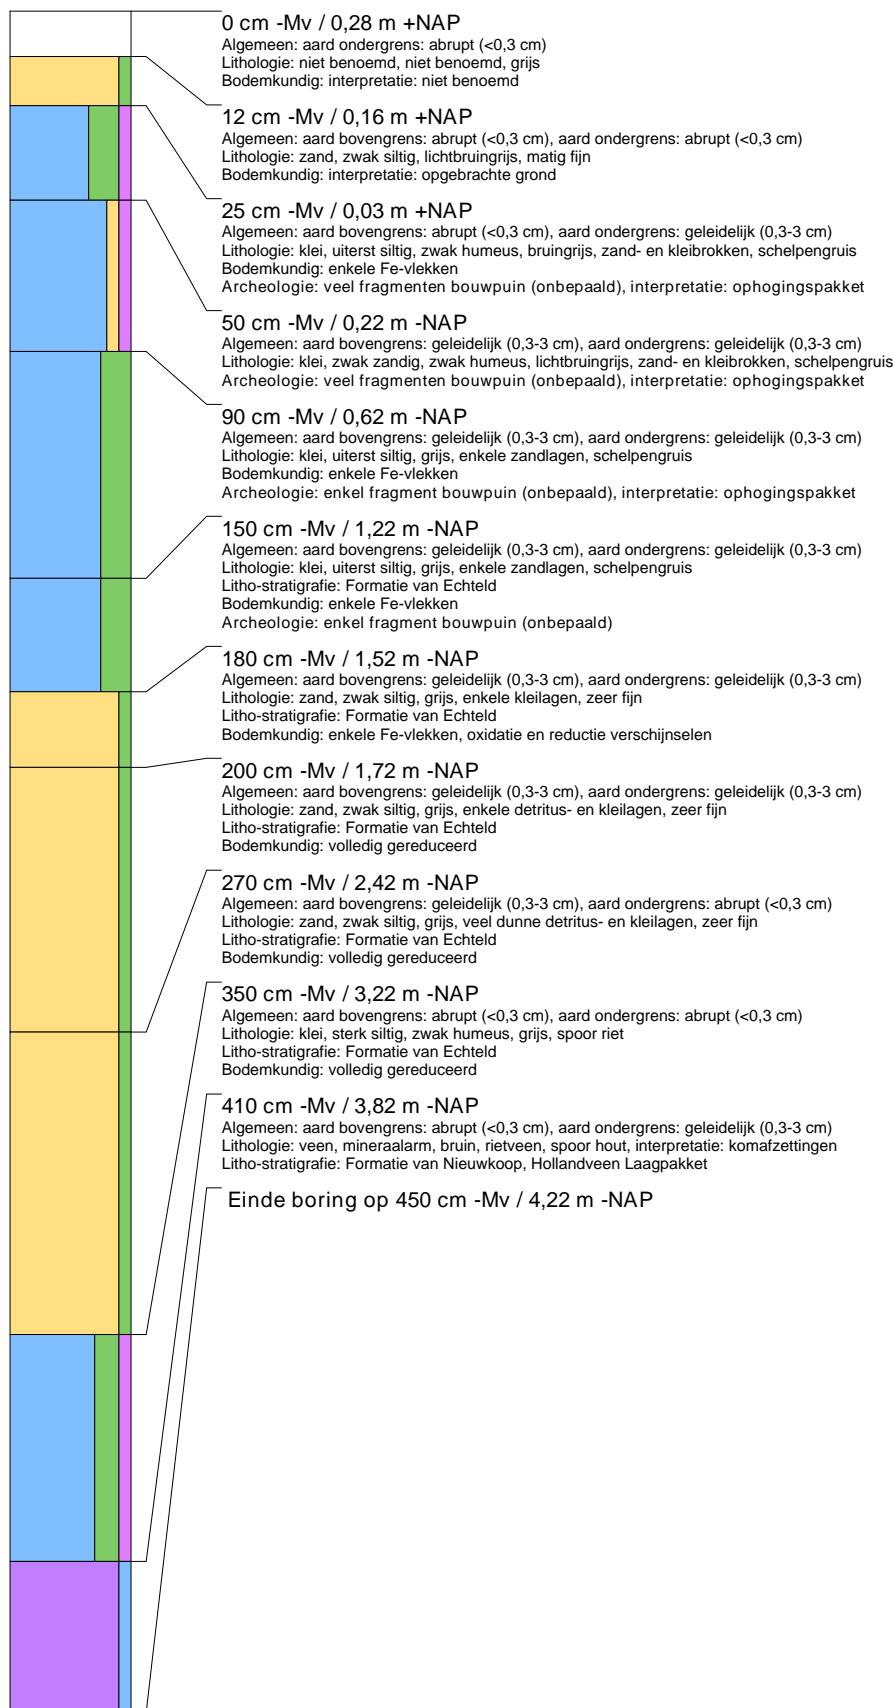 0 cm -Mv / 0,28 m +NAP
Algemeen: aard ondergrens: abrupt (<0,3 cm)
Lithologie: niet benoemd, niet benoemd, grijs
Bodemkundig: interpretatie: niet benoemd
12 cm -Mv / 0,16 m +NAP
Algemeen: aard bovengrens: abrupt (<0,3 cm), aard ondergrens: abrupt (<0,3 cm)
Lithologie: zand, zwak siltig, lichtbruingrijs, matig fijn
Bodemkundig: interpretatie: opgebrachte grond
25 cm -Mv / 0,03 m +NAP
Algemeen: aard bovengrens: abrupt (<0,3 cm), aard ondergrens: geleidelijk (0,3-3 cm)
Lithologie: klei, uiterst siltig, zwak humeus, bruingrijs, zand- en kleibrokken, schelpengruis
Bodemkundig: enkele Fe-vlekken
Archeologie: veel fragmenten bouwpuin (onbepaald), interpretatie: ophogingspakket
50 cm -Mv / 0,22 m -NAP
Algemeen: aard bovengrens: geleidelijk (0,3-3 cm), aard ondergrens: geleidelijk (0,3-3 cm)
Lithologie: klei, zwak zandig, zwak humeus, lichtbruingrijs, zand- en kleibrokken, schelpengruis
Archeologie: veel fragmenten bouwpuin (onbepaald), interpretatie: ophogingspakket
90 cm -Mv / 0,62 m -NAP
Algemeen: aard bovengrens: geleidelijk (0,3-3 cm), aard ondergrens: geleidelijk (0,3-3 cm)
Lithologie: klei, uiterst siltig, grijs, enkele zandlagen, schelpengruis
Bodemkundig: enkele Fe-vlekken
Archeologie: enkel fragment bouwpuin (onbepaald), interpretatie: ophogingspakket
150 cm -Mv / 1,22 m -NAP
Algemeen: aard bovengrens: geleidelijk (0,3-3 cm), aard ondergrens: geleidelijk (0,3-3 cm)
Lithologie: klei, uiterst siltig, grijs, enkele zandlagen, schelpengruis
Litho-stratigrafie: Formatie van Echteld
Bodemkundig: enkele Fe-vlekken
Archeologie: enkel fragment bouwpuin (onbepaald)
180 cm -Mv / 1,52 m -NAP
Algemeen: aard bovengrens: geleidelijk (0,3-3 cm), aard ondergrens: geleidelijk (0,3-3 cm)
Lithologie: zand, zwak siltig, grijs, enkele kleilagen, zeer fijn
Litho-stratigrafie: Formatie van Echteld
Bodemkundig: enkele Fe-vlekken, oxidatie en reductie verschijnselen
200 cm -Mv / 1,72 m -NAP
Algemeen: aard bovengrens: geleidelijk (0,3-3 cm), aard ondergrens: geleidelijk (0,3-3 cm)
Lithologie: zand, zwak siltig, grijs, enkele detritus- en kleilagen, zeer fijn
Litho-stratigrafie: Formatie van Echteld
Bodemkundig: volledig gereduceerd
270 cm -Mv / 2,42 m -NAP
Algemeen: aard bovengrens: geleidelijk (0,3-3 cm), aard ondergrens: abrupt (<0,3 cm)
Lithologie: zand, zwak siltig, grijs, veel dunne detritus- en kleilagen, zeer fijn
Litho-stratigrafie: Formatie van Echteld
Bodemkundig: volledig gereduceerd
350 cm -Mv / 3,22 m -NAP
Algemeen: aard bovengrens: abrupt (<0,3 cm), aard ondergrens: abrupt (<0,3 cm)
Lithologie: klei, sterk siltig, zwak humeus, grijs, spoor riet
Litho-stratigrafie: Formatie van Echteld
Bodemkundig: volledig gereduceerd
410 cm -Mv / 3,82 m -NAP
Algemeen: aard bovengrens: abrupt (<0,3 cm), aard ondergrens: geleidelijk (0,3-3 cm)
Lithologie: veen, mineraalarm, bruin, rietveen, spoor hout, interpretatie: komafzettingen
Litho-stratigrafie: Formatie van Nieuwkoop, Hollandveen Laagpakket
Einde boring op 450 cm -Mv / 4,22 m -NAP